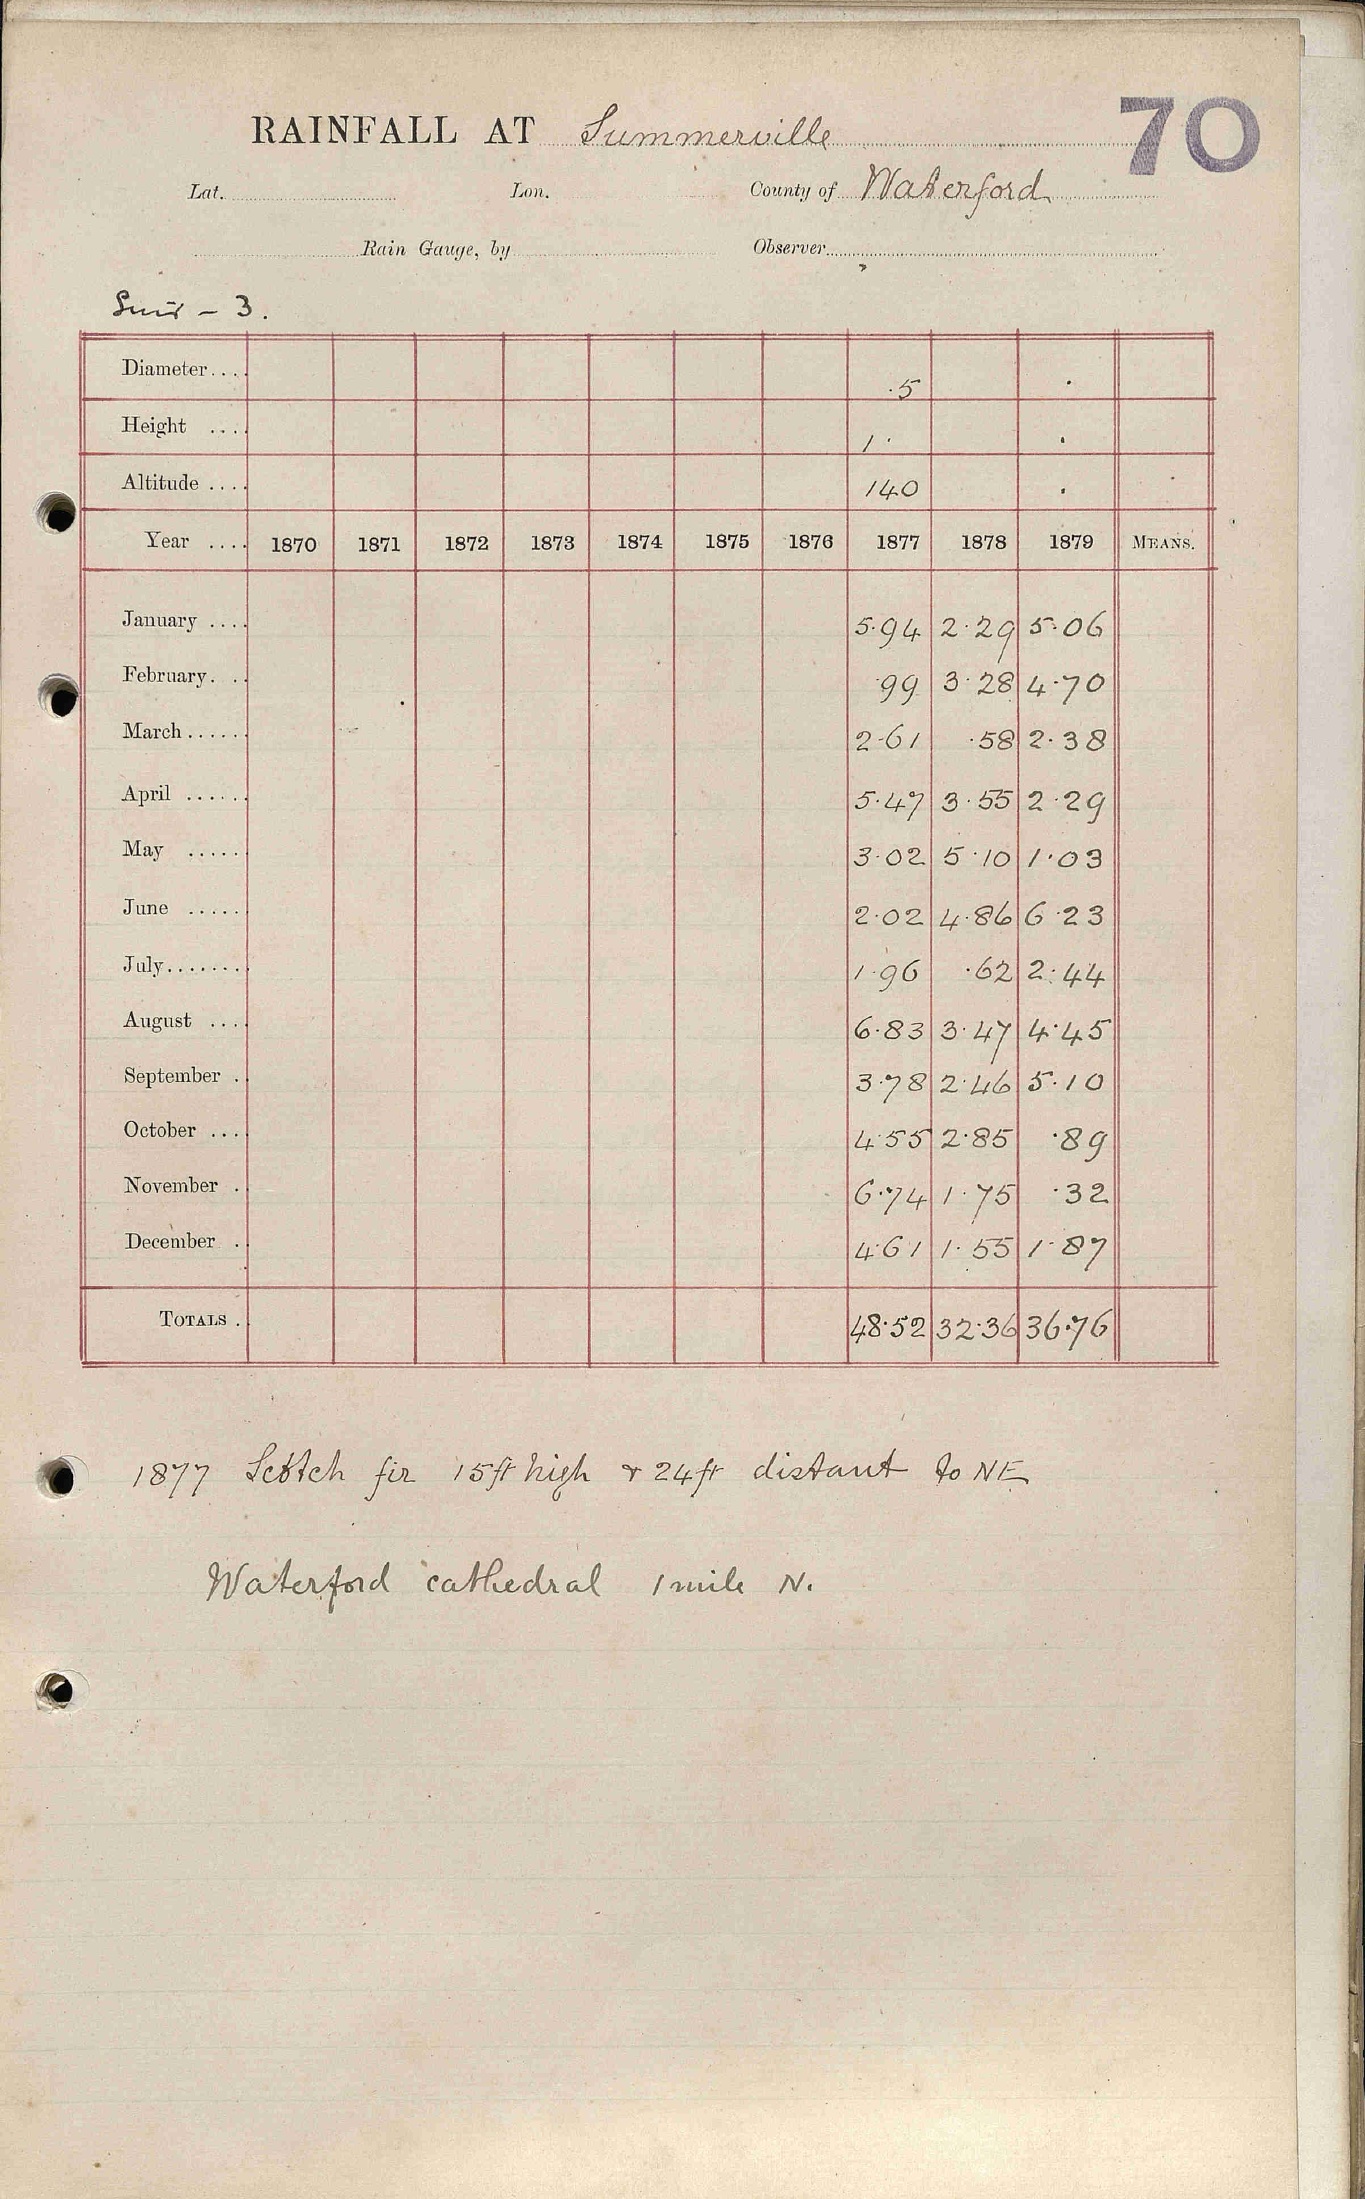 70
RAINFALL AT Summerville
Lat. Lon. County of Waterford
Rain Gauge, by Observer
Suir - 3.
Diameter.... .5 .
Height .... 1. .
Altitude .... 140 .
Year .... 1870 1871 1872 1873 1874 1875 1876 1877 1878 1879 MEANS.
January .... 5.94 2.29 5.06
February. .. .99 3.28 4.70
March...... 2.61 .58 2.38
April ...... 5.47 3.55 2.29
May ..... 3.02 5.10 1.03
June ..... 2.02 4.86 6.23
July........ 1.96 .62 2.44
August .... 6.83 3.47 4.45
September . 3.78 2.46 5.10
October .... 4.55 2.85 .89
November . 6.74 1.75 .32
December . 4.61 1.55 1.87
TOTALS . 48.52 32.36 36.76
1877 Scotch fir 15ft high & 24ft distant to NE
Waterford cathedral 1 mile N.